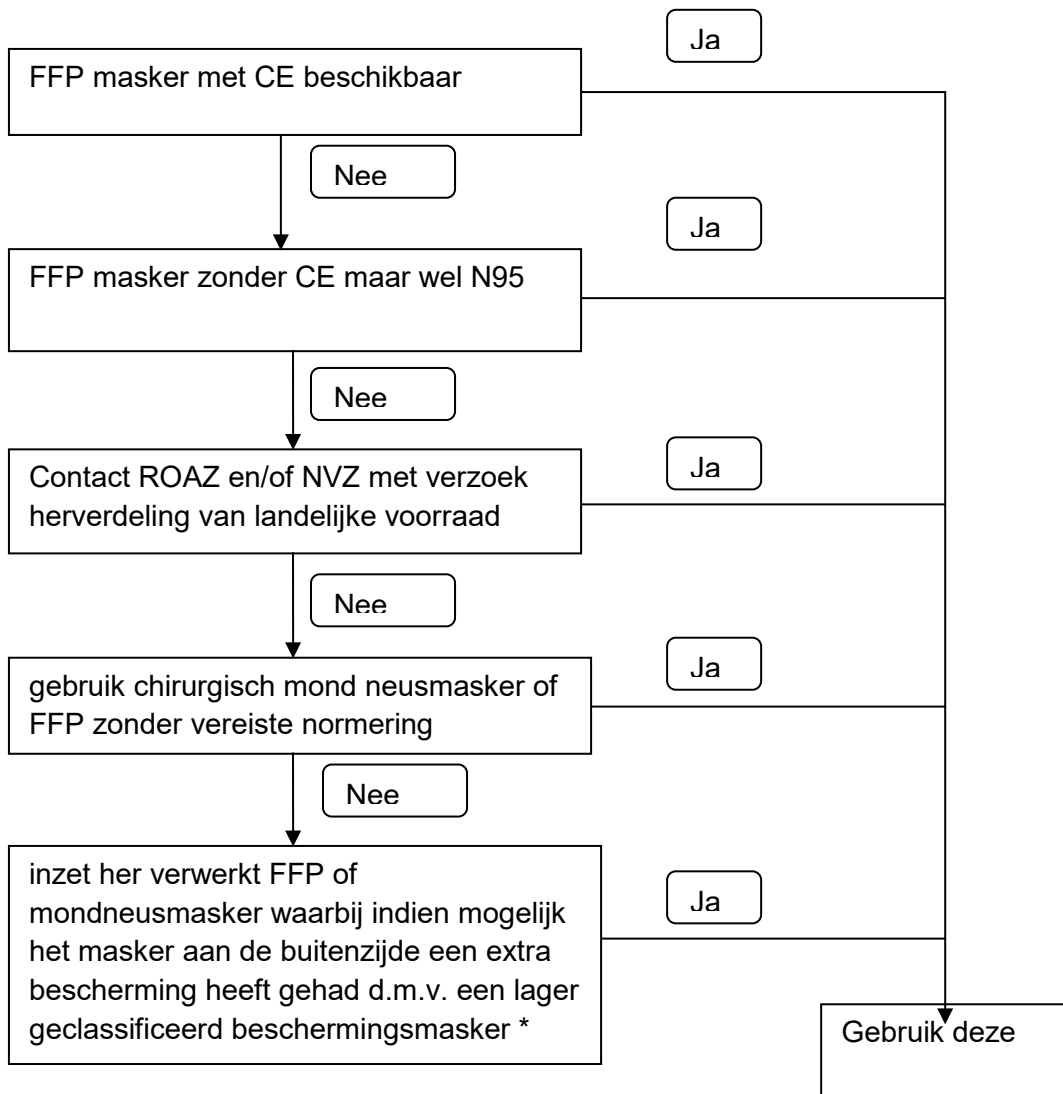 Ja
FFP masker met CE beschikbaar
Nee
Ja
FFP masker zonder CE maar wel N95
Nee
Ja
Contact ROAZ en/of NVZ met verzoek
herverdeling van landelijke voorraad
Nee
Ja
gebruik chirurgisch mond neusmasker of
FFP zonder vereiste normering
Nee
inzet her verwerkt FFP of
mondneusmasker waarbij indien mogelijk
Ja
het masker aan de buitenzijde een extra
bescherming heeft gehad d.m.v. een lager
geclassificeerd beschermingsmasker *
Gebruik deze